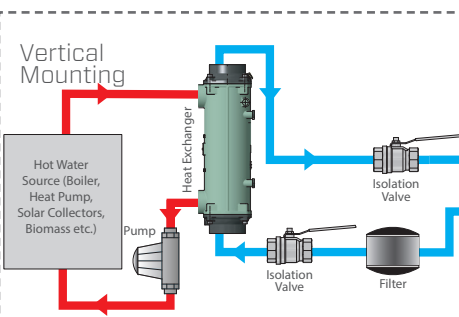 Vertical
Mounting
Heat Exchanger
Hot Water
Source (Boiler,
Heat Pump,
Solar Collectors,
Biomass etc.)
Pump
Isolation
Valve
Isolation
Valve
Filter